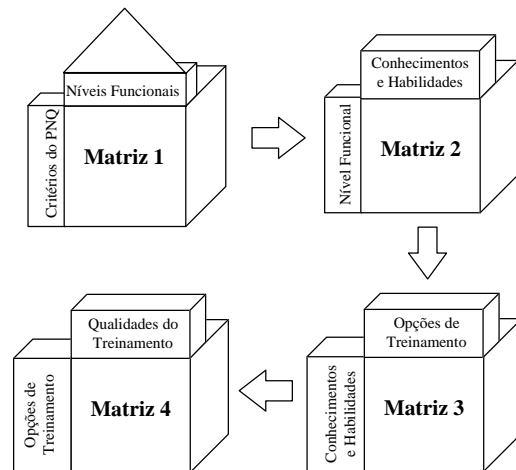 Níveis Funcionais
Critérios do PNQ
Matriz 1
Conhecimentos
e Habilidades
Nível Funcional
Matriz 2
Qualidades do
Treinamento
Opções de
Treinamento
Matriz 4
Opções de
Treinamento
Conhecimentos
e Habilidades
Matriz 3